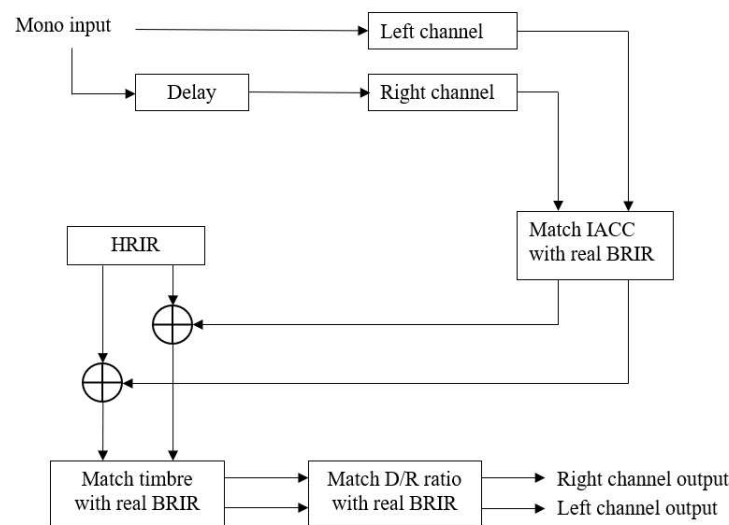 Mono input
Left channel
Delay
Right channel
Match IACC
with real BRIR
HRIR
Match timbre
with real BRIR
Match D/R ratio
with real BRIR
Right channel output
Left channel output